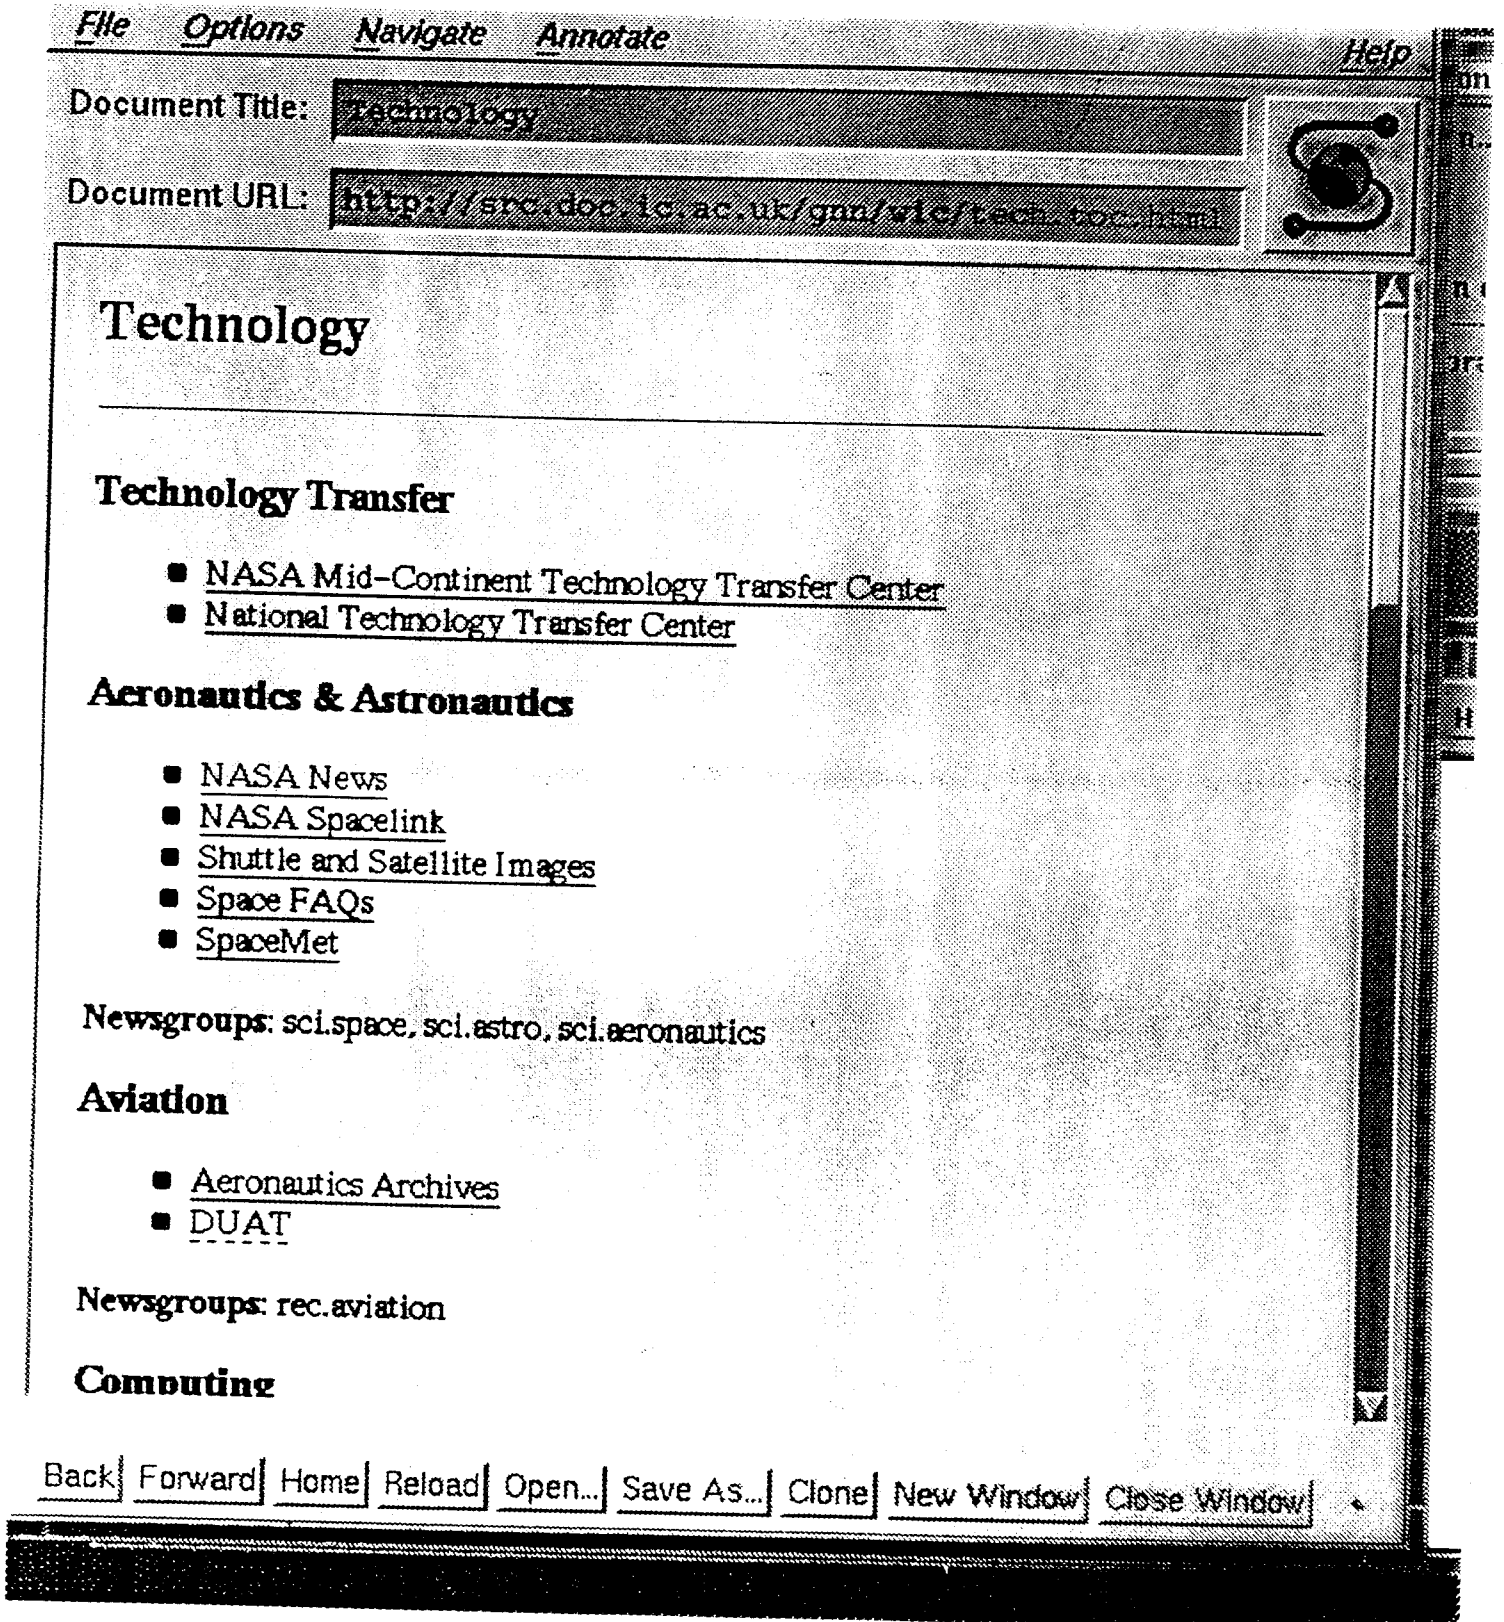 File Options Navigate Annotate Help
Document Title: Technology
Document URL: http://src.doc.ic.ac.uk/gnn/wic/tech.toc.html
Technology
Technology Transfer
NASA Mid-Continent Technology Transfer Center
National Technology Transfer Center
Aeronautics & Astronautics
NASA News
NASA Spacelink
Shuttle and Satellite Images
Space FAQs
SpaceMet
Newsgroups: sci.space, sci.astro, sci.aeronautics
Aviation
Aeronautics Archives
DUAT
Newsgroups: rec.aviation
Computing
Back Forward Home Reload Open... Save As... Clone New Window Close Window